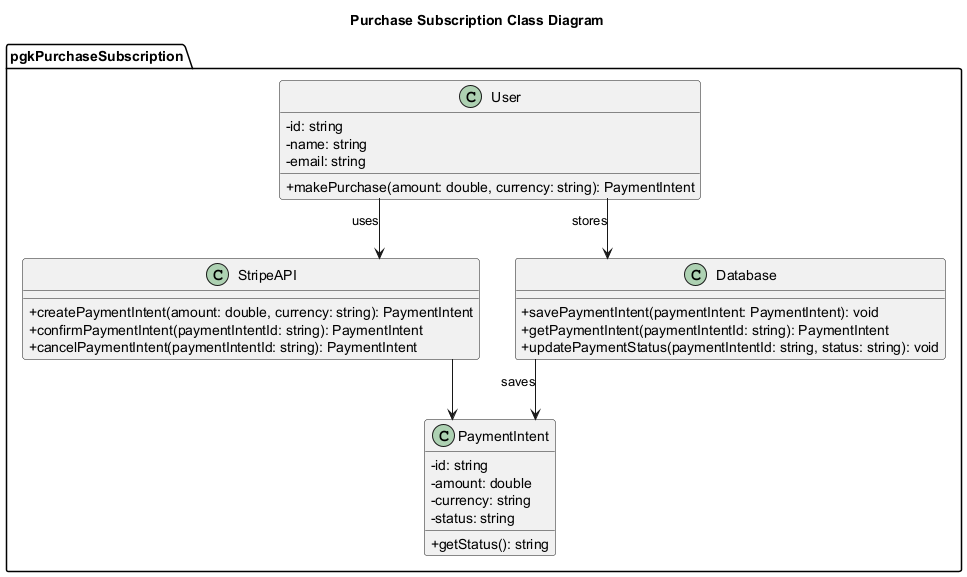 Purchase Subscription Class Diagram
pgkPurchaseSubscription
C User
-id: string
-name: string
-email: string
+makePurchase(amount: double, currency: string): PaymentIntent
uses
stores
C StripeAPI
+createPaymentIntent(amount: double, currency: string): PaymentIntent
+confirmPaymentIntent(paymentIntentId: string): PaymentIntent
+cancelPaymentIntent(paymentIntentId: string): PaymentIntent
C Database
+savePaymentIntent(paymentIntent: PaymentIntent): void
+getPaymentIntent(paymentIntentId: string): PaymentIntent
+updatePaymentStatus(paymentIntentId: string, status: string): void
saves
C PaymentIntent
-id: string
-amount: double
-currency: string
-status: string
+getStatus(): string